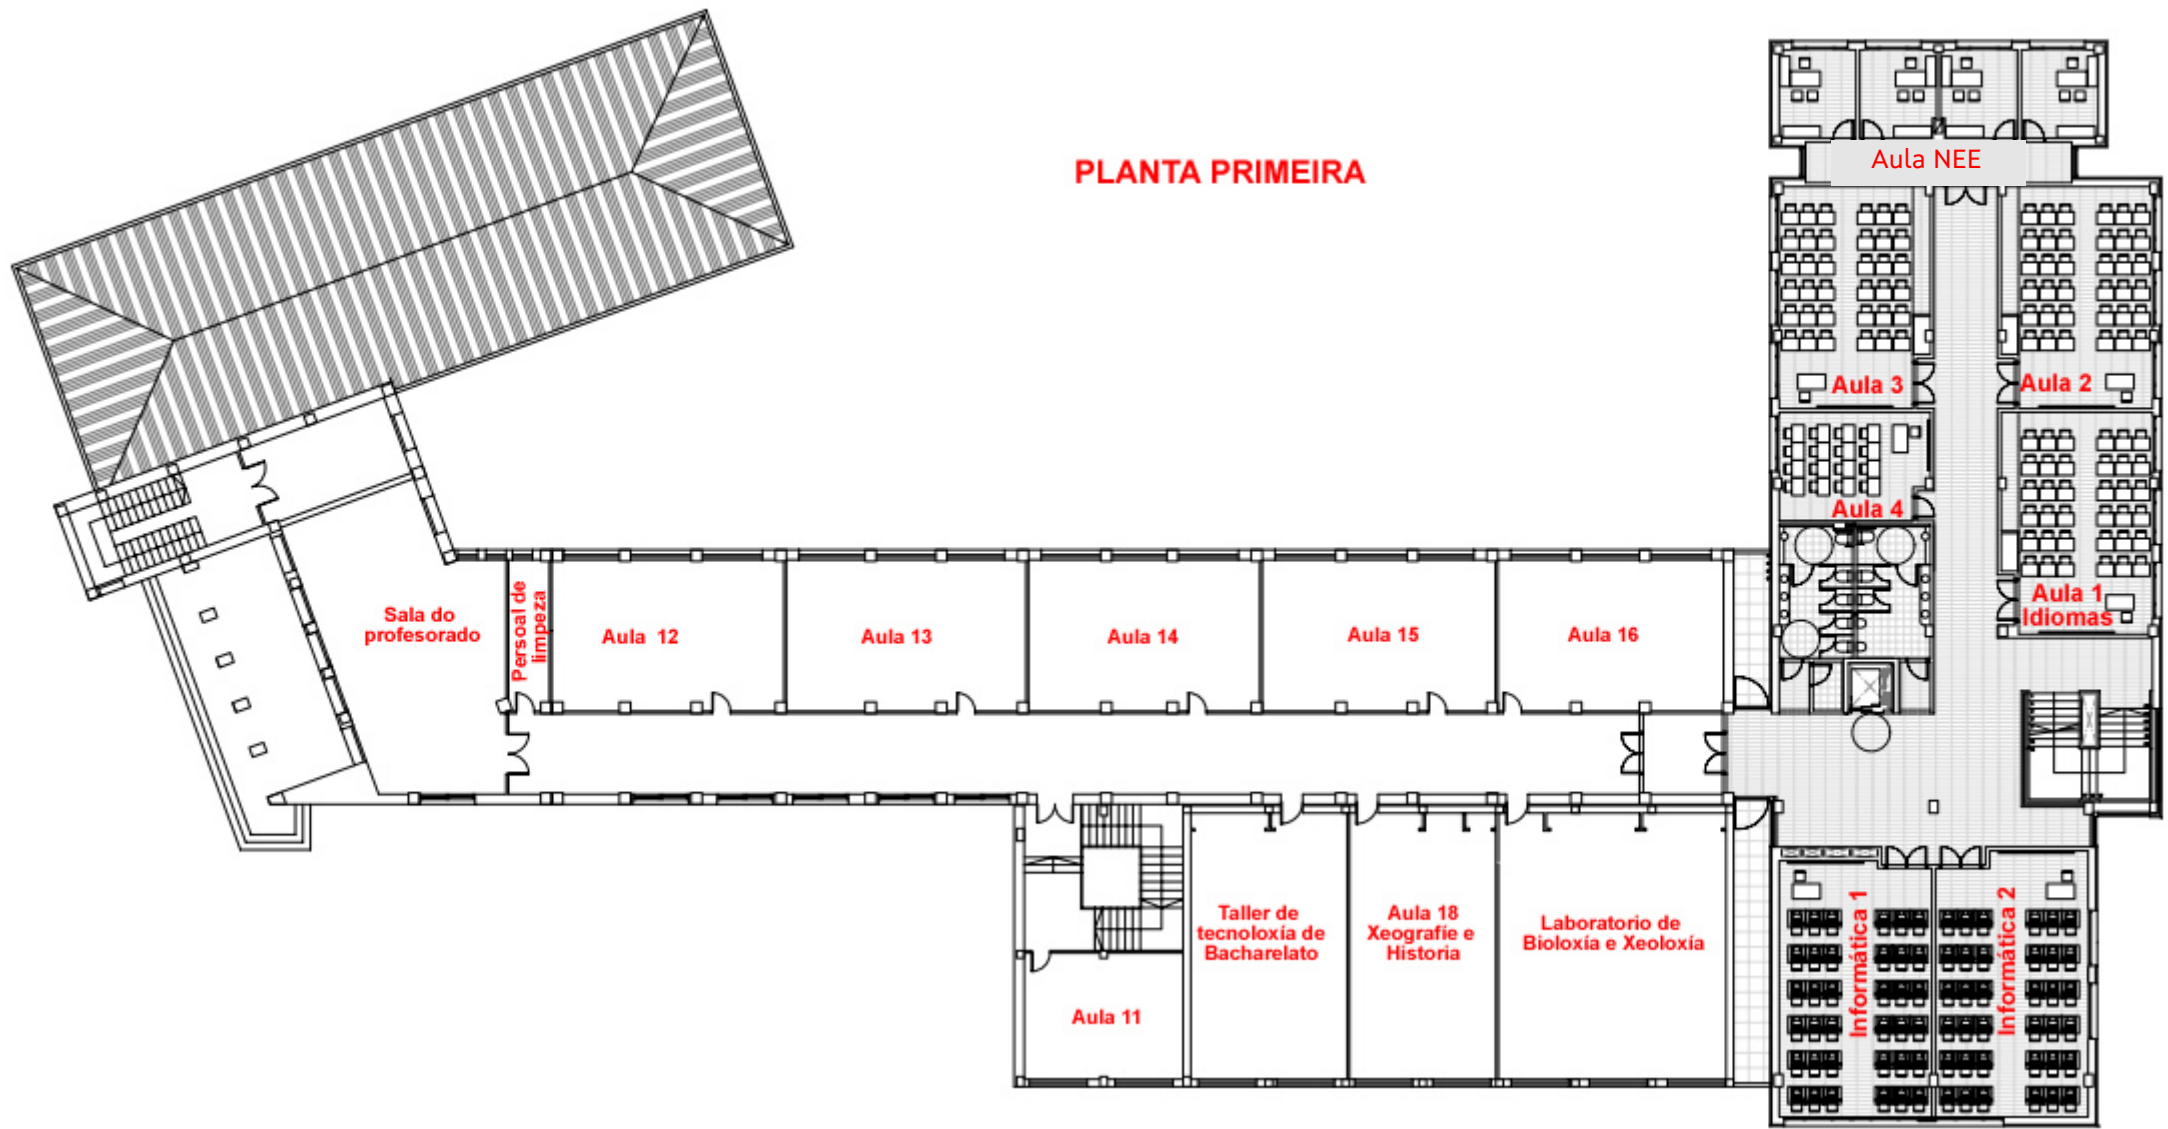 PLANTA PRIMEIRA
Aula NEE
Aula 3
Aula 2
Aula 4
Aula 1
Idiomas
Sala do
profesorado
Persoal de
limpeza
Aula 12
Aula 13
Aula 14
Aula 15
Aula 16
Taller de
tecnoloxía de
Bacharelato
Aula 18
Xeografíe e
Historia
Laboratorio de
Bioloxía e Xeoloxía
Aula 11
Informática 1
Informática 2